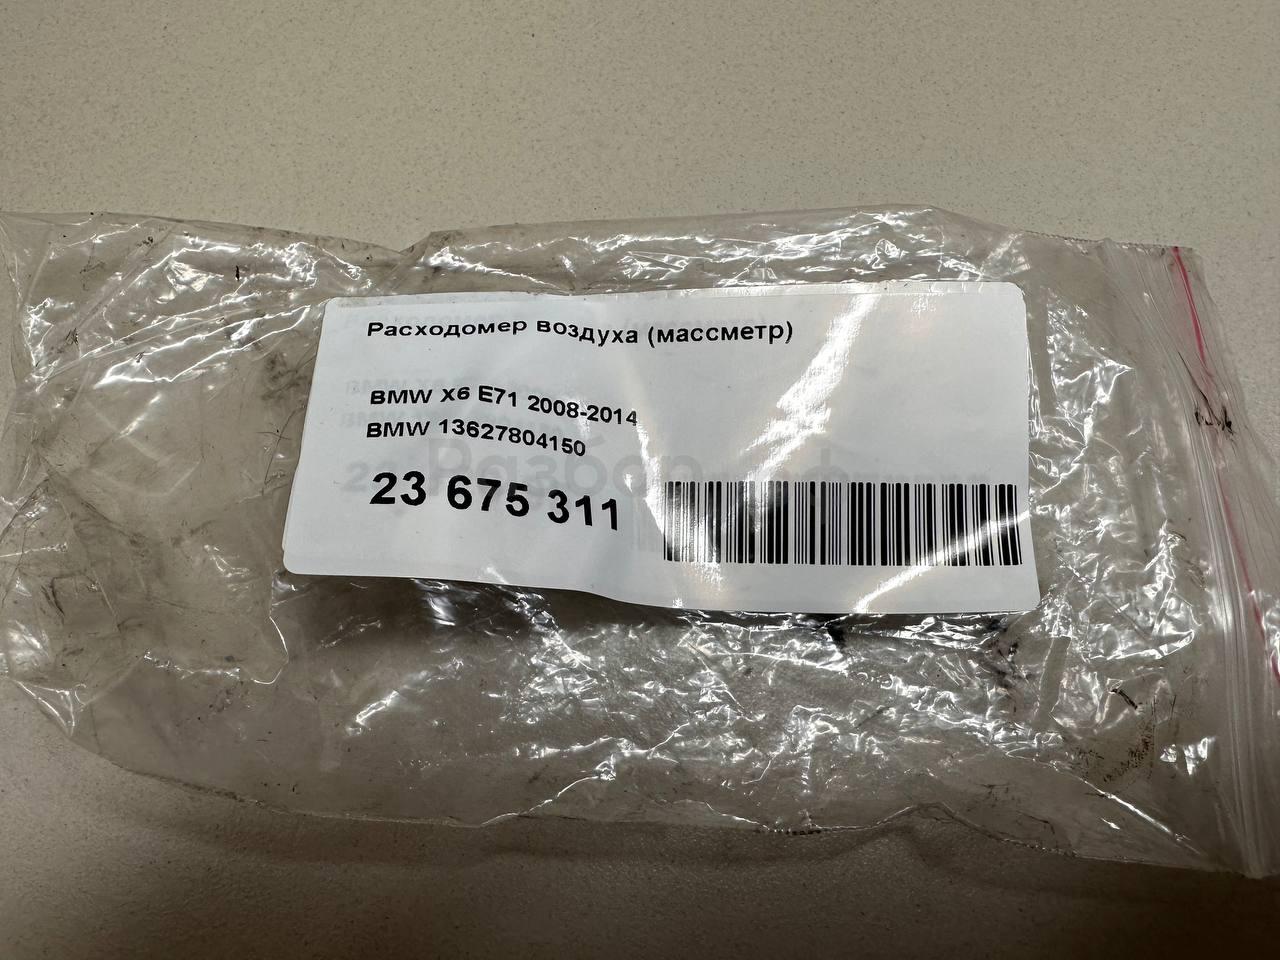 Расходомер воздуха (массметр)
BMW X6 E71 2008-2014
BMW 13627804150
23 675 311